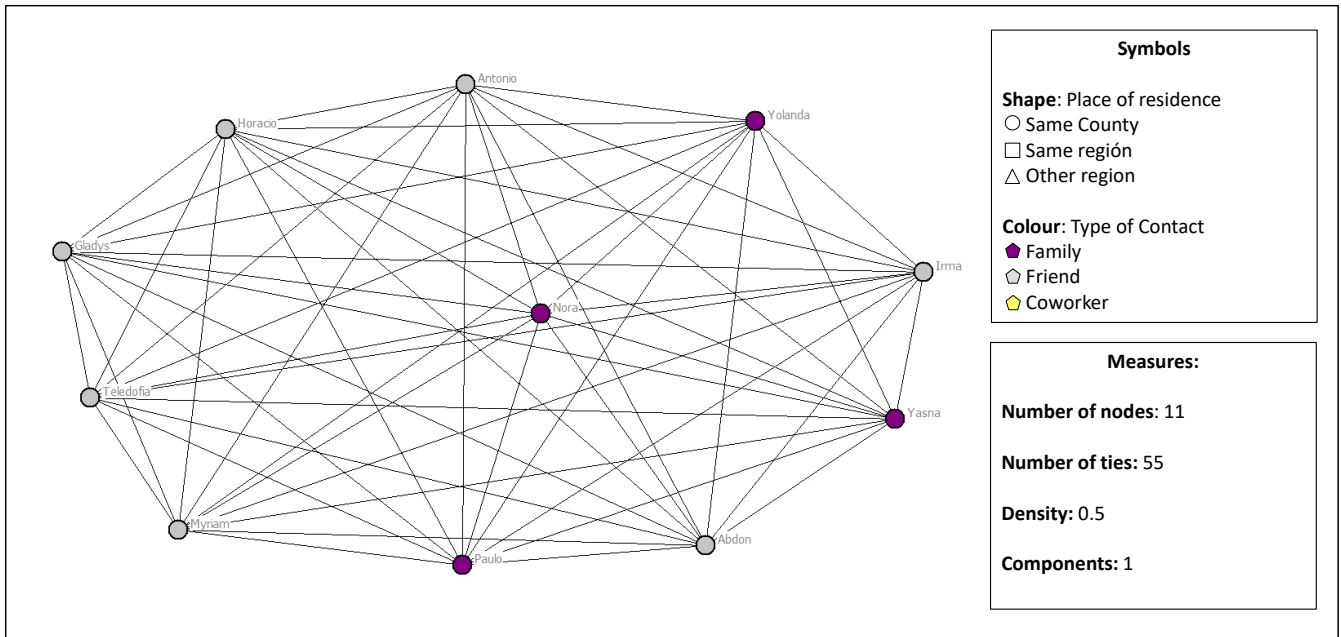 Antonio
Yolanda
Horacio
Gladys
Irma
Nora
Teledofia
Yasna
Myriam
Abdon
Paulo
Symbols
Shape: Place of residence
Same County
Same región
Other region
Colour: Type of Contact
Family
Friend
Coworker
Measures:
Number of nodes: 11
Number of ties: 55
Density: 0.5
Components: 1